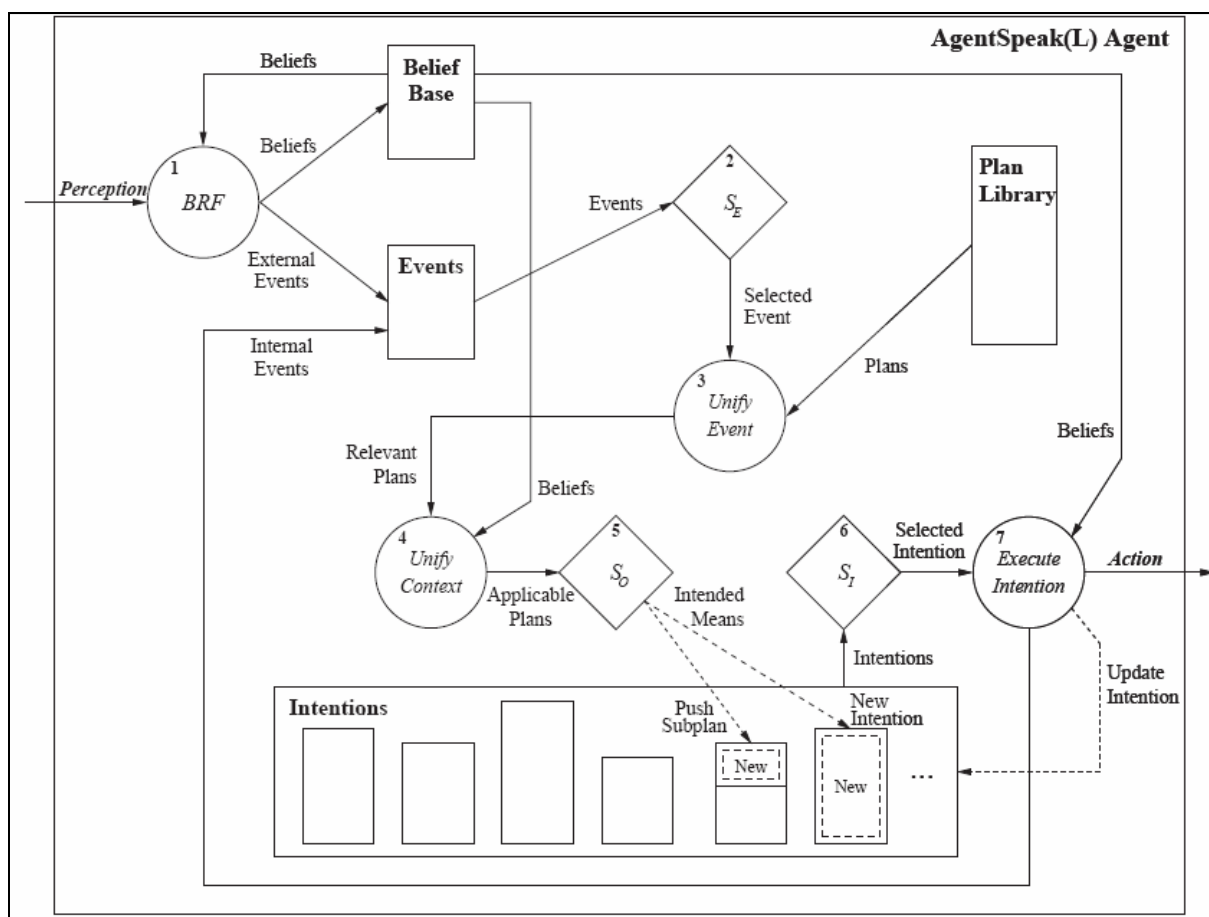 AgentSpeak(L) Agent
Beliefs
Belief
Base
Beliefs
1
BRF
Perception
External
Events
Events
Internal
Events
Events
2
S_E
Selected
Event
Plan
Library
Plans
3
Unify
Event
Relevant
Plans
Beliefs
Beliefs
4
Unify
Context
Applicable
Plans
5
S_O
Intended
Means
6
S_I
Selected
Intention
7
Execute
Intention
Action
Intentions
Update
Intention
Intentions
Push
Subplan
New
Intention
New
New
...